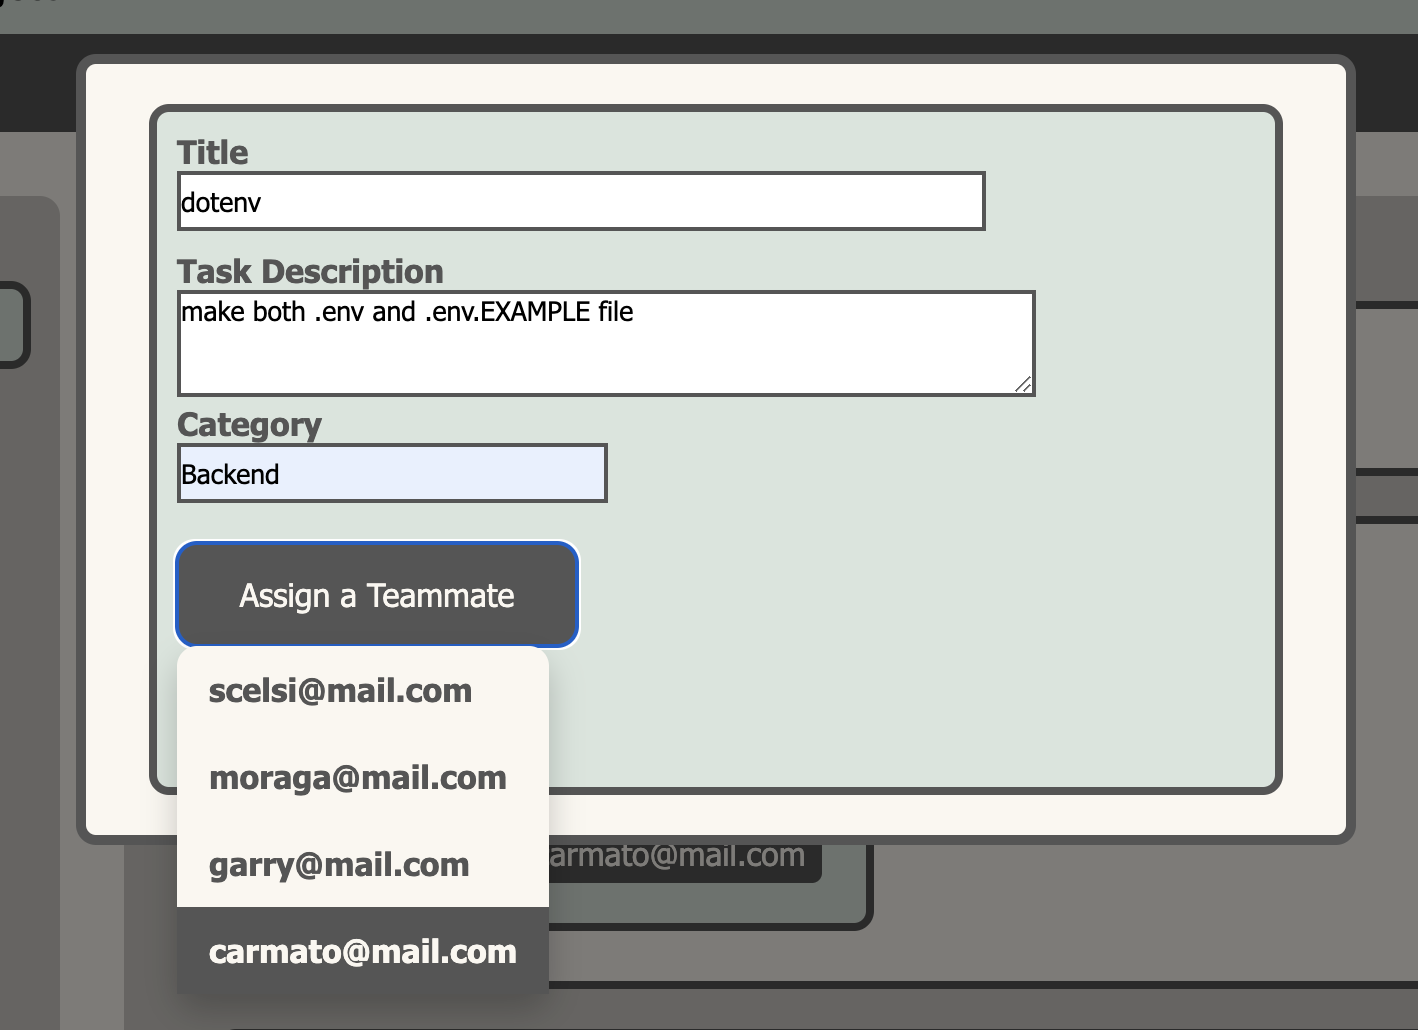 Title
dotenv
Task Description
make both .env and .env.EXAMPLE file
Category
Backend
Assign a Teammate
scelsi@mail.com
moraga@mail.com
garry@mail.com
armato@mail.com
carmato@mail.com